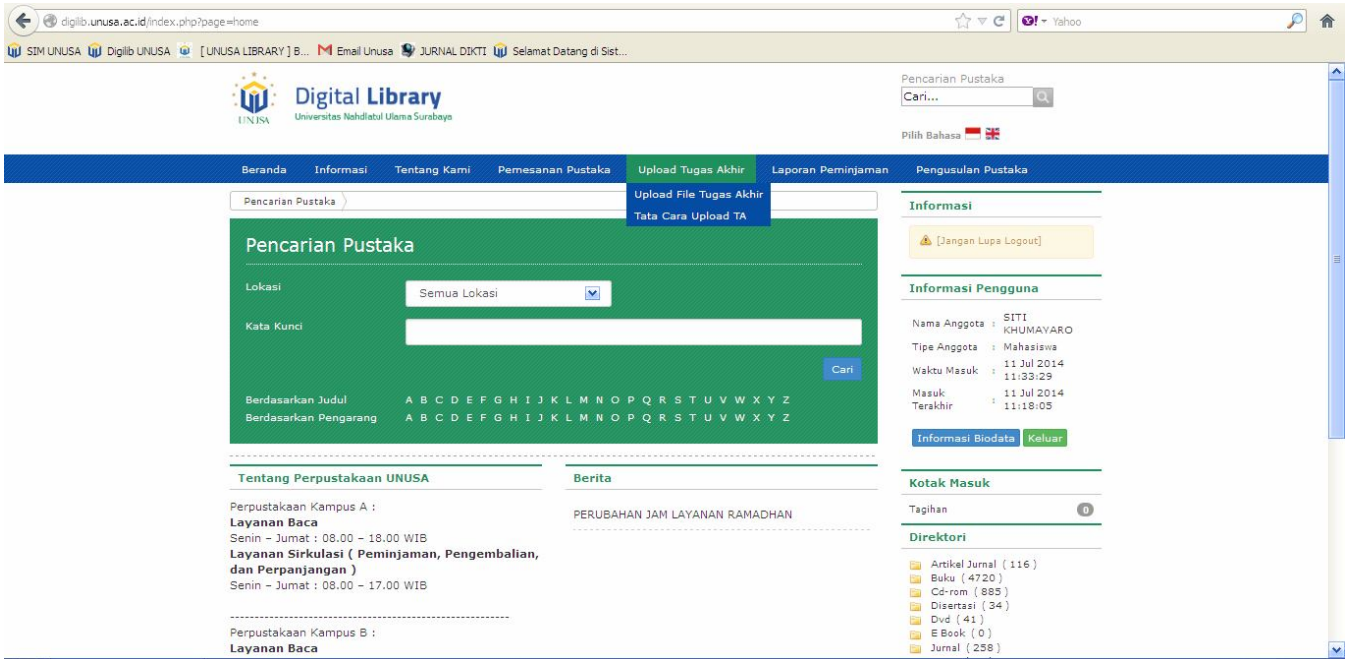 digilib.unusa.ac.id/index.php?page=home
Yahoo
SIM UNUSA Digilib UNUSA [ UNUSA LIBRARY ] B... Email Unusa JURNAL DIKTI Selamat Datang di Sist...
UNUSA
Digital Library
Universitas Nahdlatul Ulama Surabaya
Pencarian Pustaka
Cari...
Pilih Bahasa
Beranda Informasi Tentang Kami Pemesanan Pustaka Upload Tugas Akhir Laporan Peminjaman Pengusulan Pustaka
Upload File Tugas Akhir
Tata Cara Upload TA
Pencarian Pustaka
Pencarian Pustaka
Lokasi
Semua Lokasi
Kata Kunci
Cari
Berdasarkan Judul A B C D E F G H I J K L M N O P Q R S T U V W X Y Z
Berdasarkan Pengarang A B C D E F G H I J K L M N O P Q R S T U V W X Y Z
Tentang Perpustakaan UNUSA
Perpustakaan Kampus A :
Layanan Baca
Senin – Jumat : 08.00 – 18.00 WIB
Layanan Sirkulasi ( Peminjaman, Pengembalian,
dan Perpanjangan )
Senin – Jumat : 08.00 – 17.00 WIB
--------------------------------------------------------
Perpustakaan Kampus B :
Layanan Baca
Berita
PERUBAHAN JAM LAYANAN RAMADHAN
Informasi
[Jangan Lupa Logout]
Informasi Pengguna
Nama Anggota : SITI
KHUMAYARO
Tipe Anggota : Mahasiswa
Waktu Masuk : 11 Jul 2014
11:33:29
Masuk
Terakhir : 11 Jul 2014
11:18:05
Informasi Biodata Keluar
Kotak Masuk
Tagihan 0
Direktori
Artikel Jurnal ( 116 )
Buku ( 4720 )
Cd-rom ( 885 )
Disertasi ( 34 )
Dvd ( 41 )
E Book ( 0 )
Jurnal ( 258 )